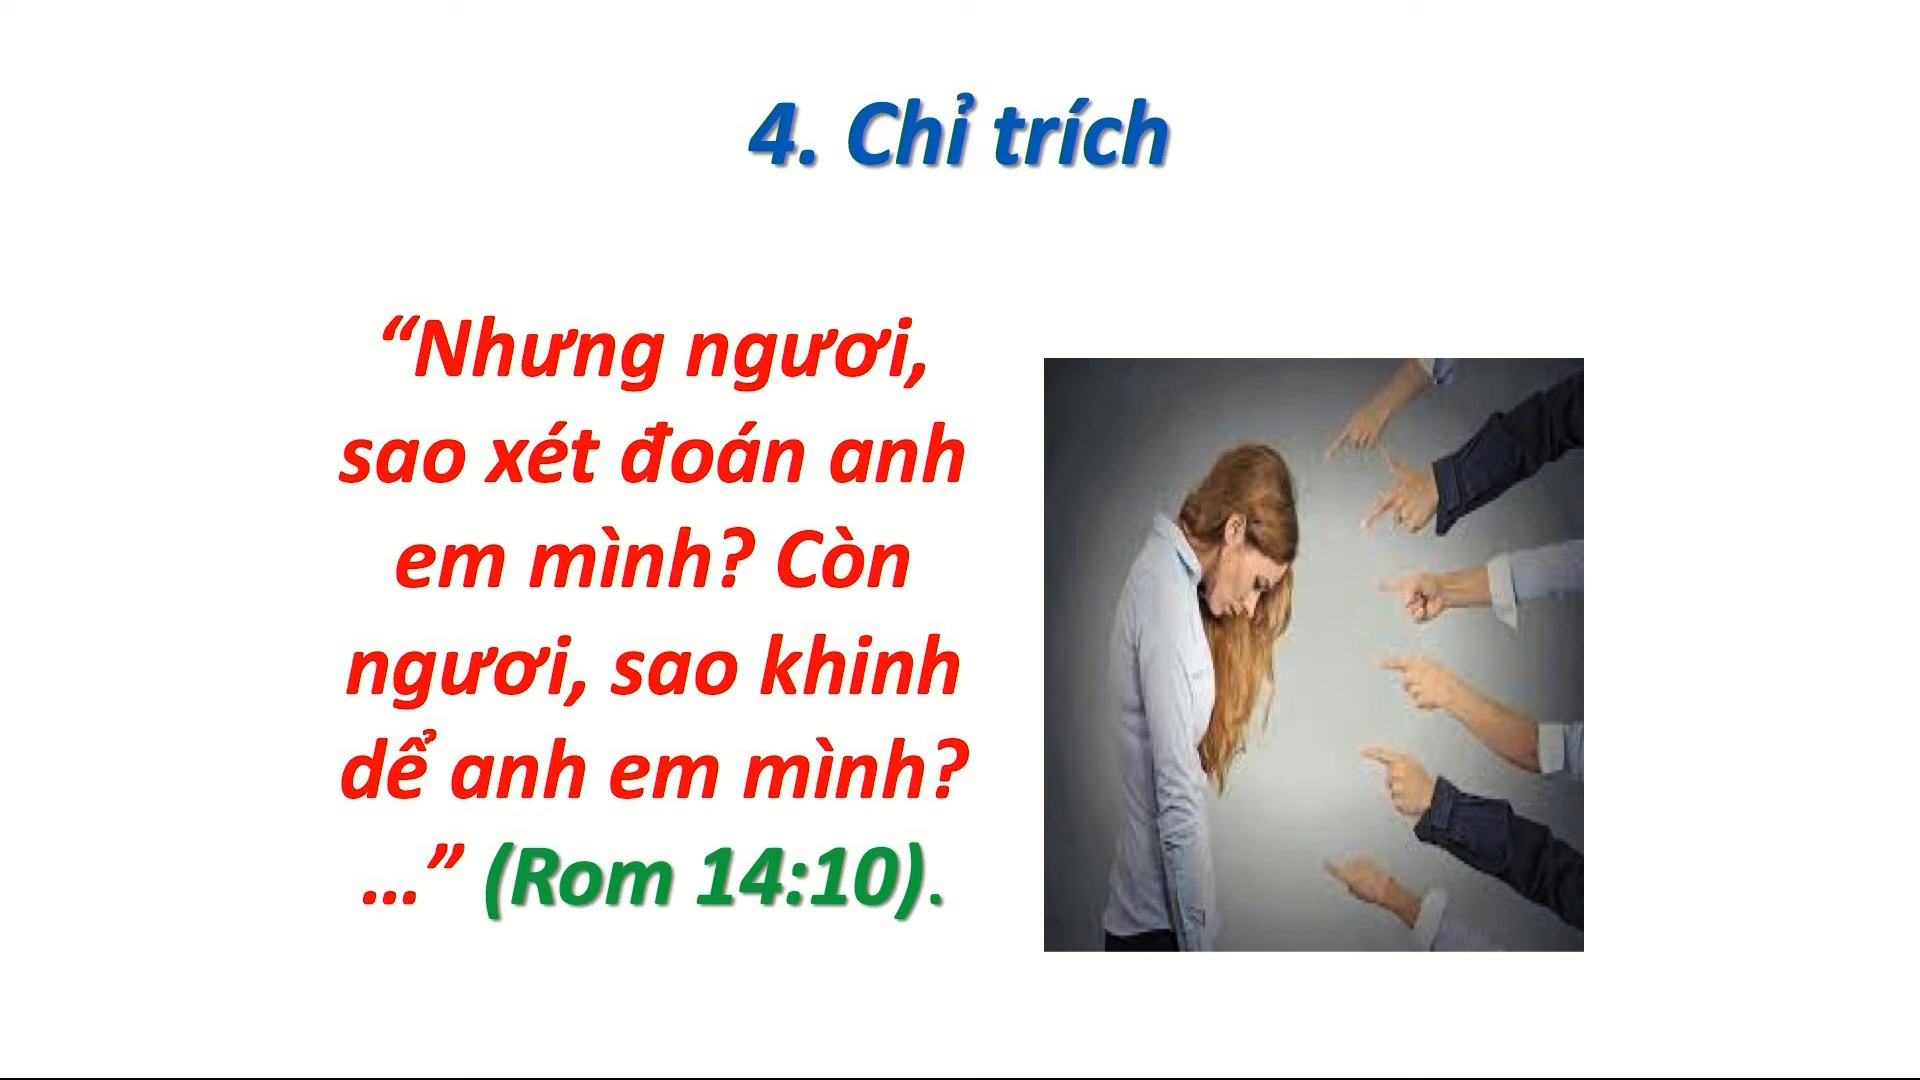 4. Chỉ trích
“Nhưng ngươi,
sao xét đoán anh
em mình? Còn
ngươi, sao khinh
dể anh em mình?
…” (Rom 14:10).